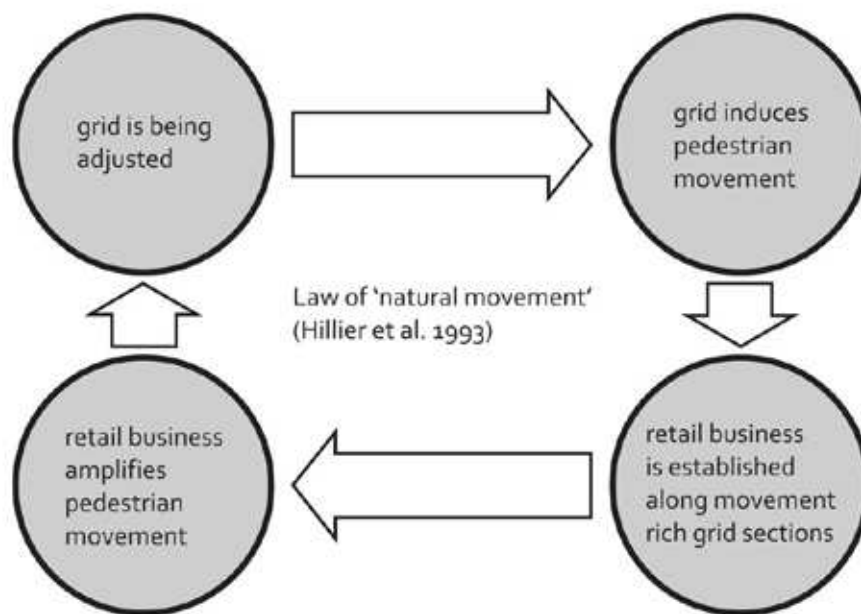 grid is being
adjusted
grid induces
pedestrian
movement
Law of ‘natural movement’
(Hillier et al. 1993)
retail business
amplifies
pedestrian
movement
retail business
is established
along movement
rich grid sections